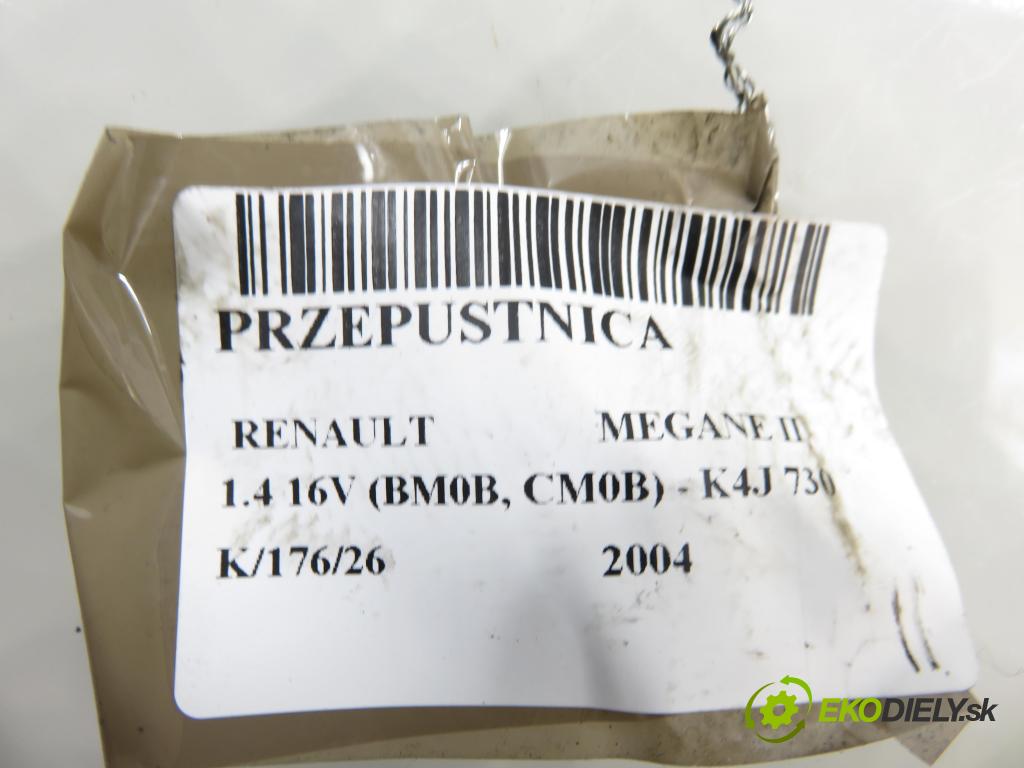 PRZEPUSTNICA
RENAULT MEGANE II
1.4 16V (BM0B, CM0B) - K4J 730
K/176/26 2004
EKODIELY.sk